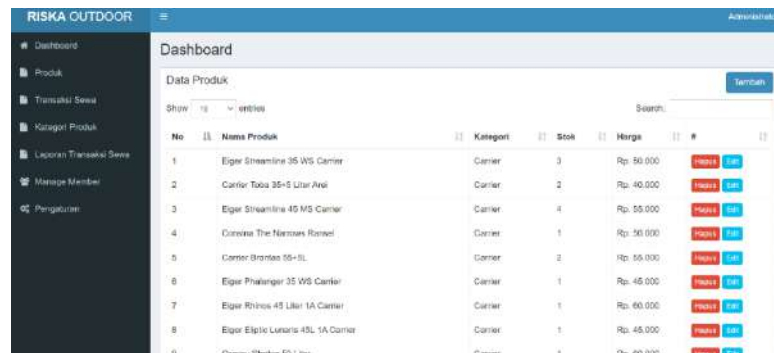 RISKA OUTDOOR
Administrator
Dashboard
Produk
Transaksi Sewa
Kategori Produk
Laporan Transaksi Sewa
Manage Member
Pengaturan
Dashboard
Data Produk
Tambah
Show 10 entries
Search:
No Nama Produk Kategori Stok Harga #
1 Eiger Streamline 35 WS Carrier Carrier 3 Rp. 50.000 Hapus Edit
2 Carrier Toba 35+5 Liter Arei Carrier 2 Rp. 40.000 Hapus Edit
3 Eiger Streamline 45 MS Carrier Carrier 4 Rp. 55.000 Hapus Edit
4 Consina The Narrows Ransel Carrier 1 Rp. 50.000 Hapus Edit
5 Carrier Brantas 55+5L Carrier 2 Rp. 55.000 Hapus Edit
6 Eiger Phalanger 35 WS Carrier Carrier 1 Rp. 45.000 Hapus Edit
7 Eiger Rhinos 45 Liter 1A Carrier Carrier 1 Rp. 60.000 Hapus Edit
8 Eiger Eliptic Lunaris 45L 1A Carrier Carrier 1 Rp. 45.000 Hapus Edit